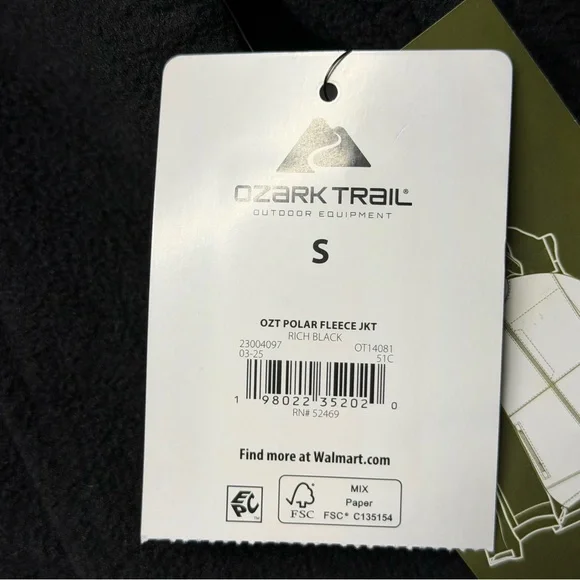 OZARK TRAIL®
OUTDOOR EQUIPMENT
S
OZT POLAR FLEECE JKT
RICH BLACK
23004097 OT14081
03-25 51C
1 98022 35202 0
RN# 52469
Find more at Walmart.com
EPC™
FSC
MIX
Paper
FSC® C135154